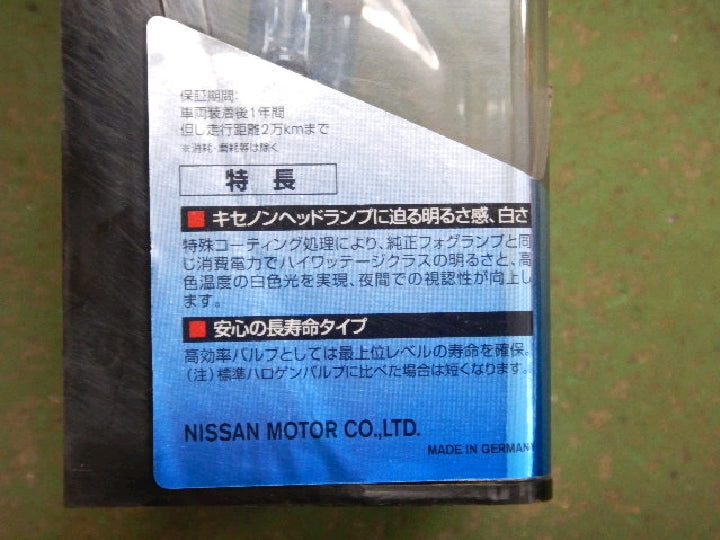 保証期間:
車両装着後1年間
但し走行距離2万kmまで
※消耗・磨耗等は除く
特 長
■ キセノンヘッドランプに迫る明るさ感、白さ
特殊コーティング処理により、純正フォグランプと同
じ消費電力でハイワッテージクラスの明るさと、高
色温度の白色光を実現、夜間での視認性が向上し
ます。
■ 安心の長寿命タイプ
高効率バルブとしては最上位レベルの寿命を確保。
（注）標準ハロゲンバルブに比べた場合は短くなります。
NISSAN MOTOR CO.,LTD.
MADE IN GERMANY